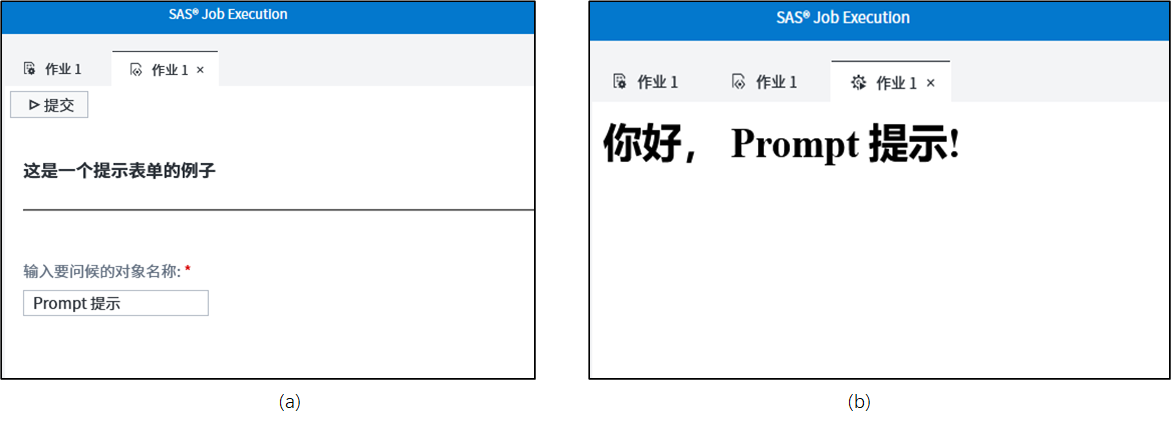 SAS® Job Execution
作业 1
作业 1 ×
提交
这是一个提示表单的例子
输入要问候的对象名称: *
Prompt 提示
(a)
SAS® Job Execution
作业 1
作业 1
作业 1 ×
你好， Prompt 提示!
(b)